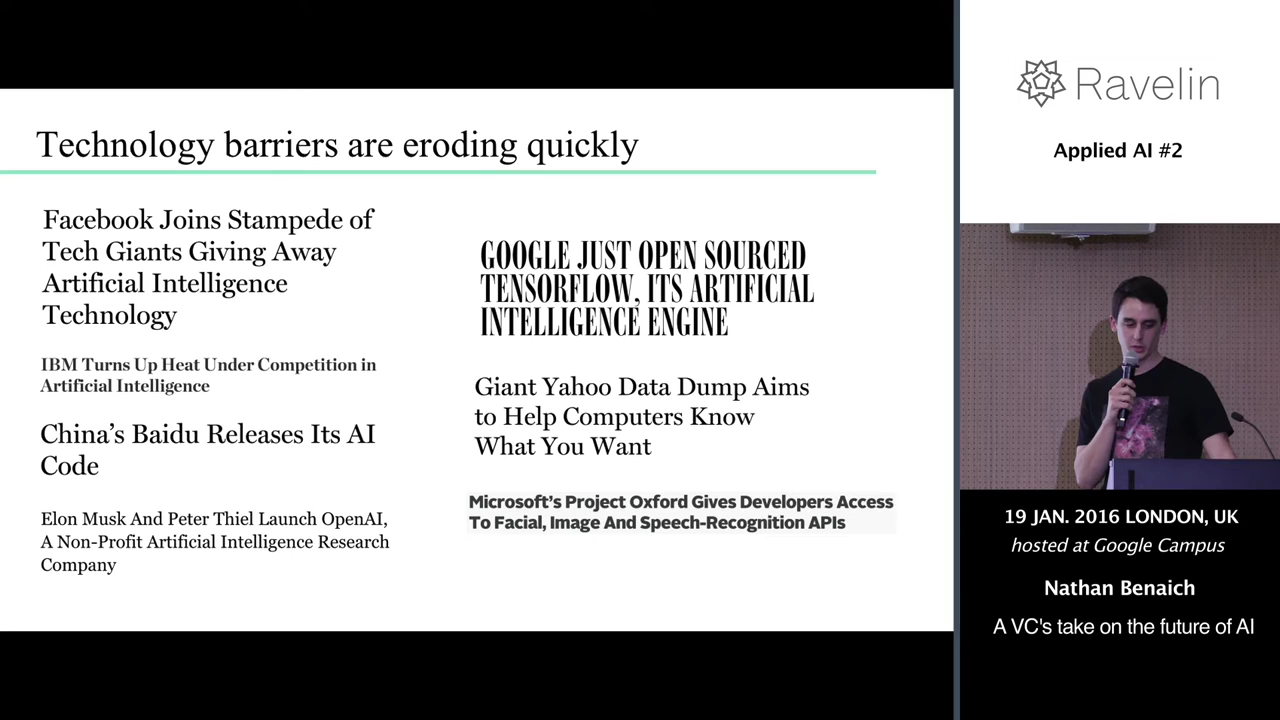 Technology barriers are eroding quickly
Facebook Joins Stampede of
Tech Giants Giving Away
Artificial Intelligence
Technology
IBM Turns Up Heat Under Competition in
Artificial Intelligence
China’s Baidu Releases Its AI
Code
Elon Musk And Peter Thiel Launch OpenAI,
A Non-Profit Artificial Intelligence Research
Company
GOOGLE JUST OPEN SOURCED
TENSORFLOW, ITS ARTIFICIAL
INTELLIGENCE ENGINE
Giant Yahoo Data Dump Aims
to Help Computers Know
What You Want
Microsoft’s Project Oxford Gives Developers Access
To Facial, Image And Speech-Recognition APIs
Ravelin
Applied AI #2
19 JAN. 2016 LONDON, UK
hosted at Google Campus
Nathan Benaich
A VC's take on the future of AI